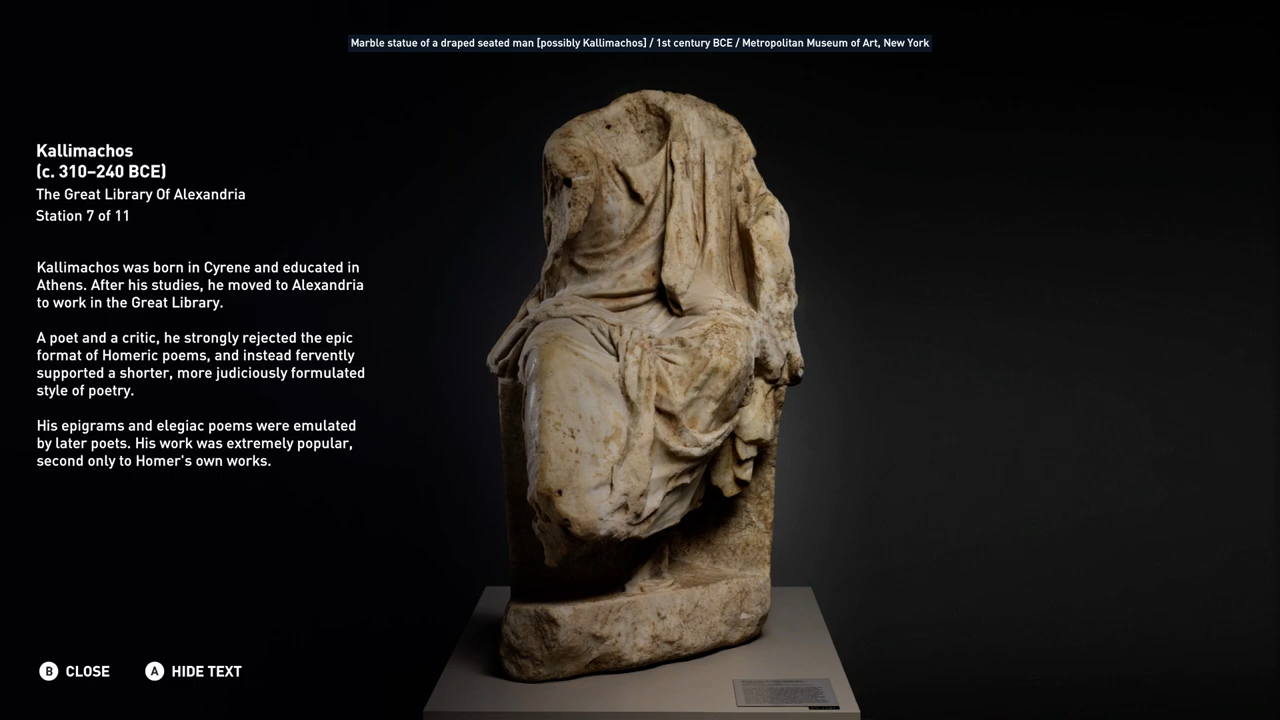 Marble statue of a draped seated man [possibly Kallimachos] / 1st century BCE / Metropolitan Museum of Art, New York
Kallimachos
(c. 310–240 BCE)
The Great Library Of Alexandria
Station 7 of 11
Kallimachos was born in Cyrene and educated in
Athens. After his studies, he moved to Alexandria
to work in the Great Library.
A poet and a critic, he strongly rejected the epic
format of Homeric poems, and instead fervently
supported a shorter, more judiciously formulated
style of poetry.
His epigrams and elegiac poems were emulated
by later poets. His work was extremely popular,
second only to Homer's own works.
B CLOSE A HIDE TEXT